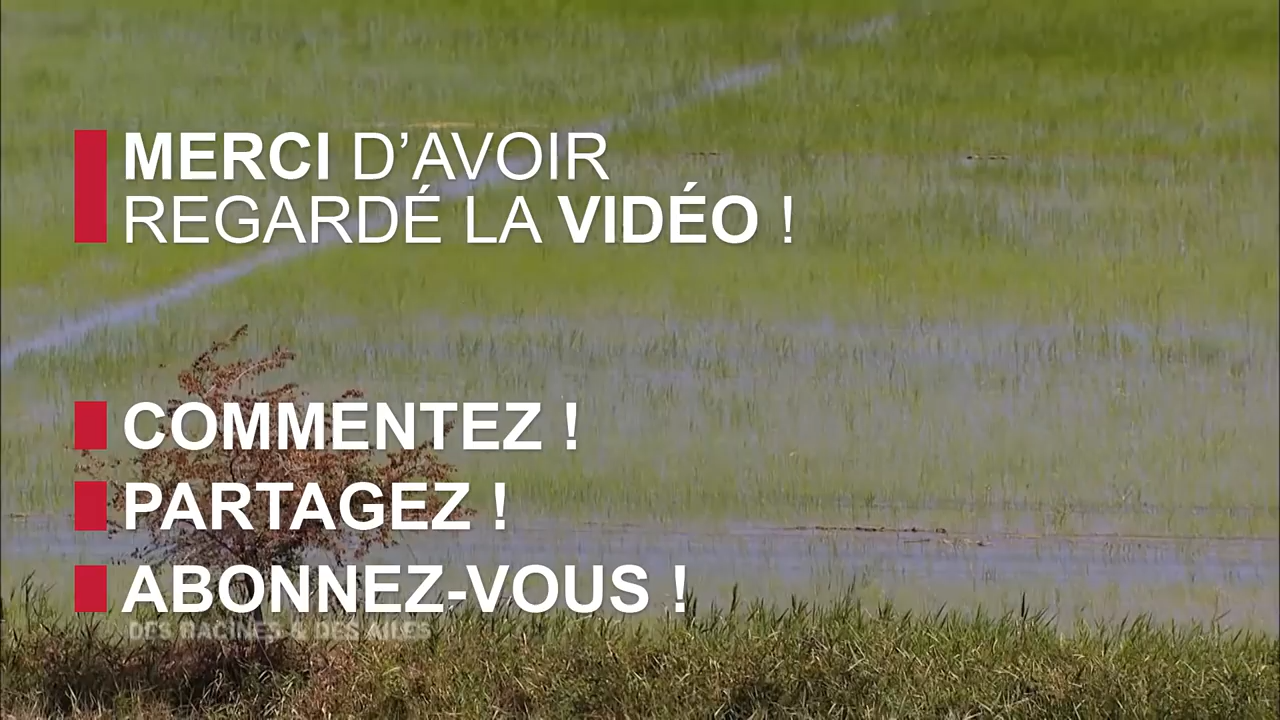 MERCI D’AVOIR
REGARDÉ LA VIDÉO !
COMMENTEZ !
PARTAGEZ !
ABONNEZ-VOUS !
DES RACINES & DES AILES